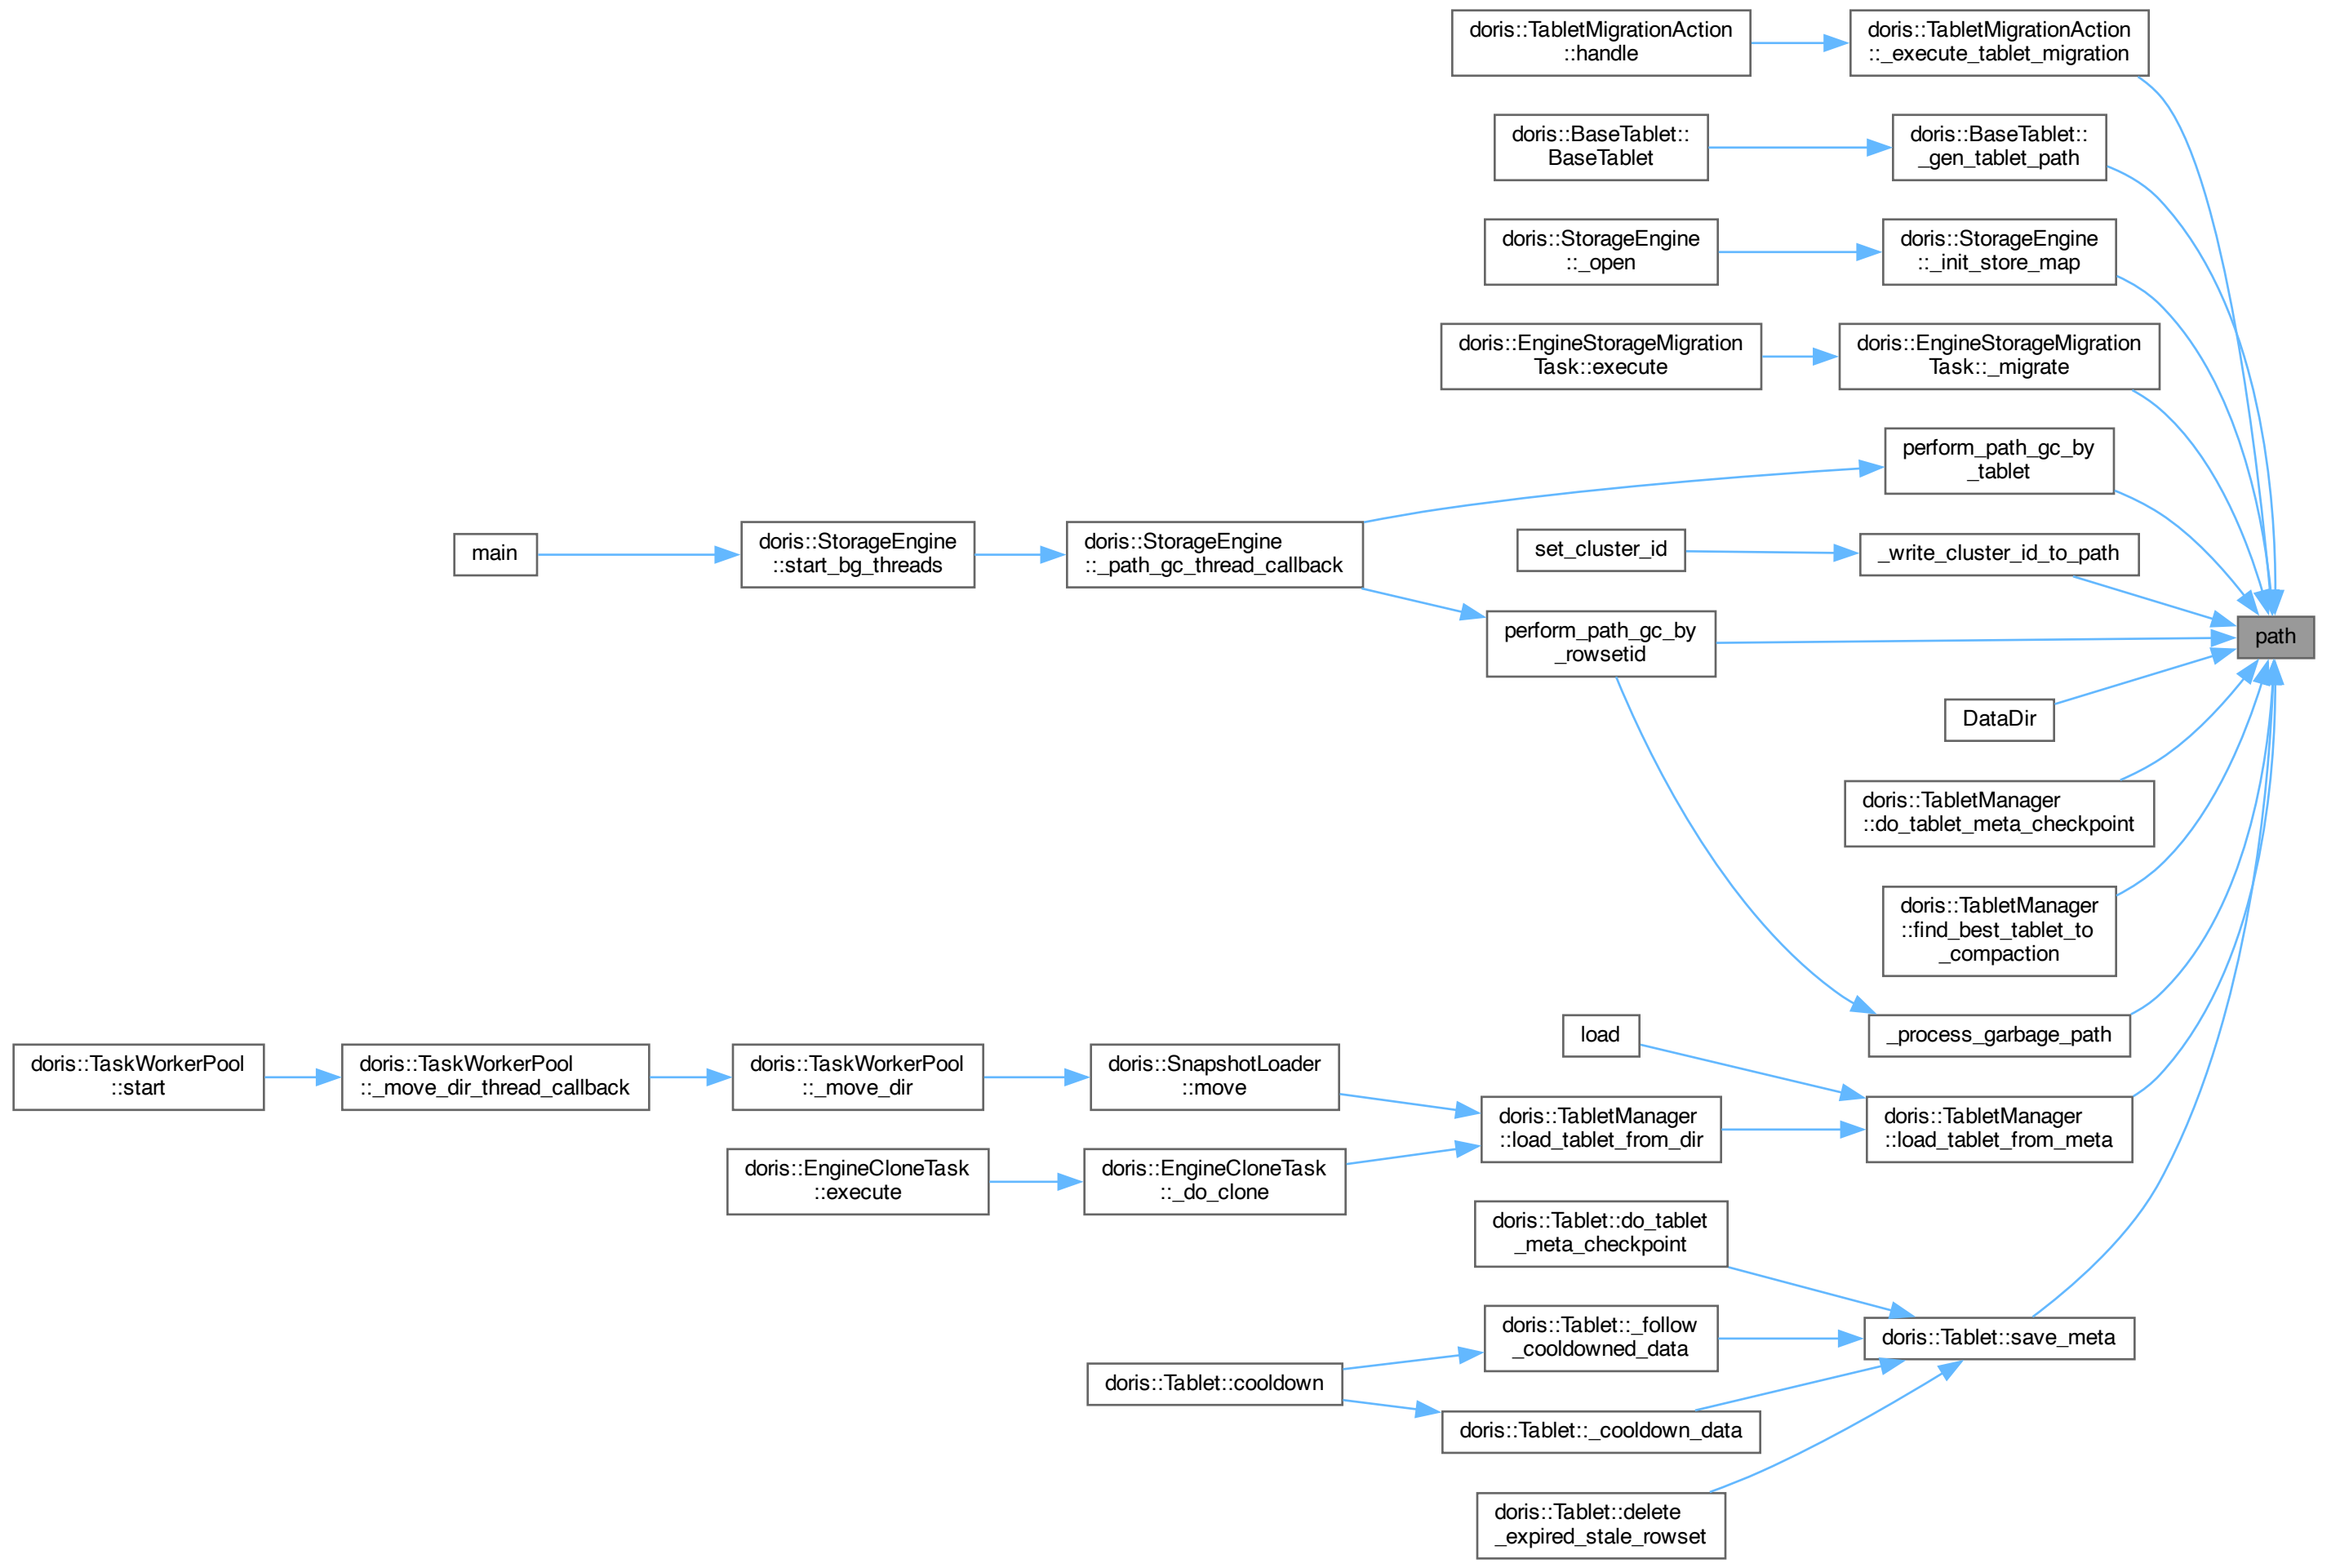 doris::TabletMigrationAction
::handle
doris::TabletMigrationAction
::_execute_tablet_migration
doris::BaseTablet::
BaseTablet
doris::BaseTablet::
_gen_tablet_path
doris::StorageEngine
::_open
doris::StorageEngine
::_init_store_map
doris::EngineStorageMigration
Task::execute
doris::EngineStorageMigration
Task::_migrate
perform_path_gc_by
_tablet
main
doris::StorageEngine
::start_bg_threads
doris::StorageEngine
::_path_gc_thread_callback
set_cluster_id
_write_cluster_id_to_path
perform_path_gc_by
_rowsetid
path
DataDir
doris::TabletManager
::do_tablet_meta_checkpoint
doris::TabletManager
::find_best_tablet_to
_compaction
load
_process_garbage_path
doris::TaskWorkerPool
::start
doris::TaskWorkerPool
::_move_dir_thread_callback
doris::TaskWorkerPool
::_move_dir
doris::SnapshotLoader
::move
doris::TabletManager
::load_tablet_from_dir
doris::TabletManager
::load_tablet_from_meta
doris::EngineCloneTask
::execute
doris::EngineCloneTask
::_do_clone
doris::Tablet::do_tablet
_meta_checkpoint
doris::Tablet::_follow
_cooldowned_data
doris::Tablet::save_meta
doris::Tablet::cooldown
doris::Tablet::_cooldown_data
doris::Tablet::delete
_expired_stale_rowset